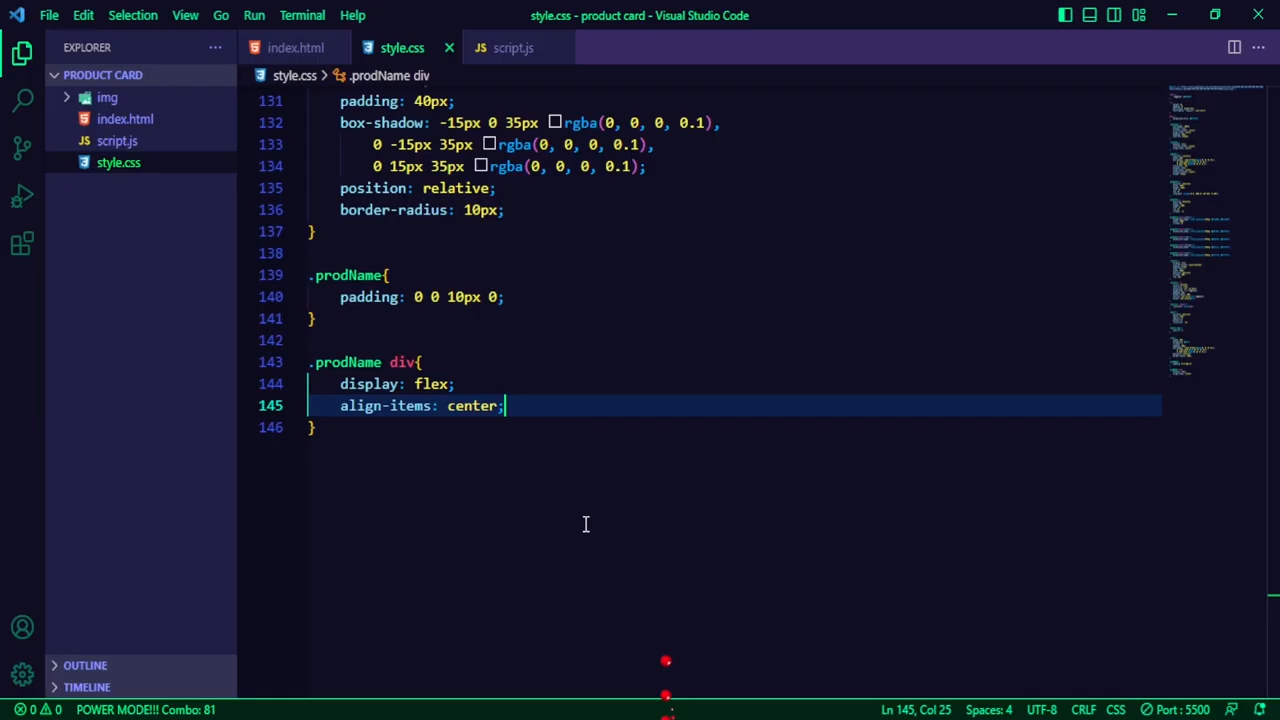 File Edit Selection View Go Run Terminal Help style.css - product card - Visual Studio Code
EXPLORER
index.html style.css script.js
PRODUCT CARD
img
index.html
script.js
style.css
OUTLINE
TIMELINE
style.css > .prodName div
131 padding: 40px;
132 box-shadow: -15px 0 35px rgba(0, 0, 0, 0.1),
133 0 -15px 35px rgba(0, 0, 0, 0.1),
134 0 15px 35px rgba(0, 0, 0, 0.1);
135 position: relative;
136 border-radius: 10px;
137 }
138
139 .prodName{
140 padding: 0 0 10px 0;
141 }
142
143 .prodName div{
144 display: flex;
145 align-items: center;
146 }
0 0 POWER MODE!!! Combo: 81 Ln 145, Col 25 Spaces: 4 UTF-8 CRLF CSS Port : 5500